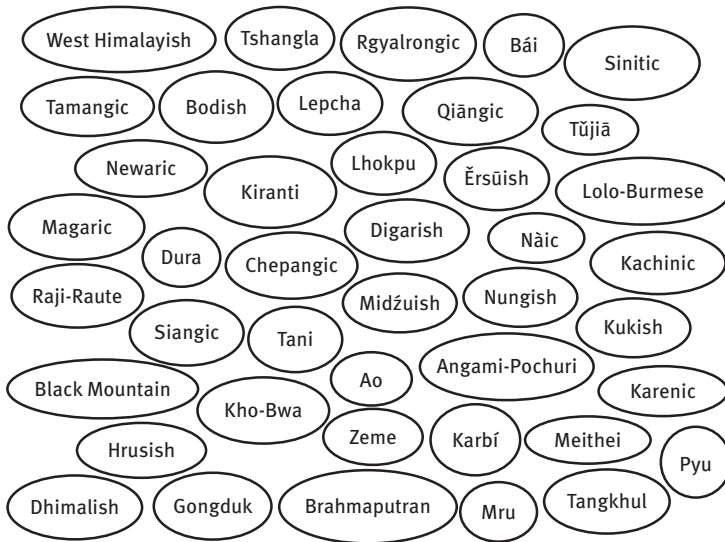 West Himalayish
Tshangla
Rgyalrongic
Bái
Sinitic
Tamangic
Bodish
Lepcha
Qiāngic
Tǔjiā
Newaric
Kiranti
Lhokpu
Ěrsūish
Lolo-Burmese
Magaric
Dura
Chepangic
Digarish
Nàic
Kachinic
Raji-Raute
Siangic
Tani
Midźuish
Nungish
Kukish
Black Mountain
Kho-Bwa
Ao
Angami-Pochuri
Karenic
Hrusish
Zeme
Karbí
Meithei
Pyu
Dhimalish
Gongduk
Brahmaputran
Mru
Tangkhul